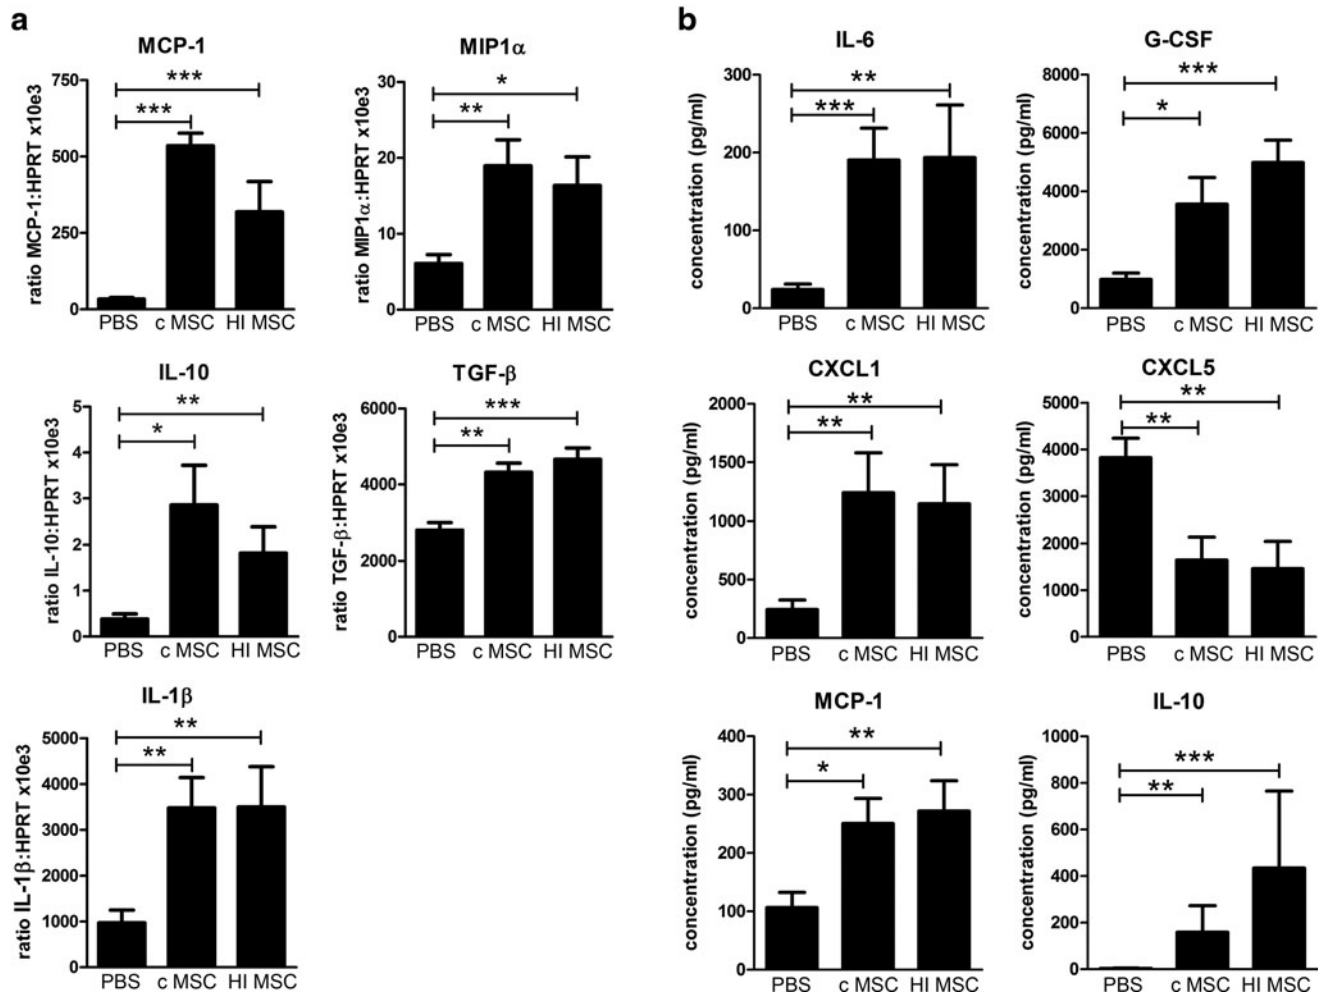 a
MCP-1
ratio MCP-1:HPRT x10e3
750
500
250
0
***
***
PBS
c MSC
HI MSC
MIP1α
ratio MIP1α:HPRT x10e3
30
20
10
0
*
**
PBS
c MSC
HI MSC
IL-10
ratio IL-10:HPRT x10e3
5
4
3
2
1
0
**
*
PBS
c MSC
HI MSC
TGF-β
ratio TGF-β:HPRT x10e3
6000
4000
2000
0
***
**
PBS
c MSC
HI MSC
IL-1β
ratio IL-1β:HPRT x10e3
5000
4000
3000
2000
1000
0
**
**
PBS
c MSC
HI MSC
b
IL-6
concentration (pg/ml)
300
200
100
0
**
***
PBS
c MSC
HI MSC
G-CSF
concentration (pg/ml)
8000
6000
4000
2000
0
***
*
PBS
c MSC
HI MSC
CXCL1
concentration (pg/ml)
2000
1500
1000
500
0
**
**
PBS
c MSC
HI MSC
CXCL5
concentration (pg/ml)
5000
4000
3000
2000
1000
0
**
**
PBS
c MSC
HI MSC
MCP-1
concentration (pg/ml)
400
300
200
100
0
**
*
PBS
c MSC
HI MSC
IL-10
concentration (pg/ml)
1000
800
600
400
200
0
***
**
PBS
c MSC
HI MSC